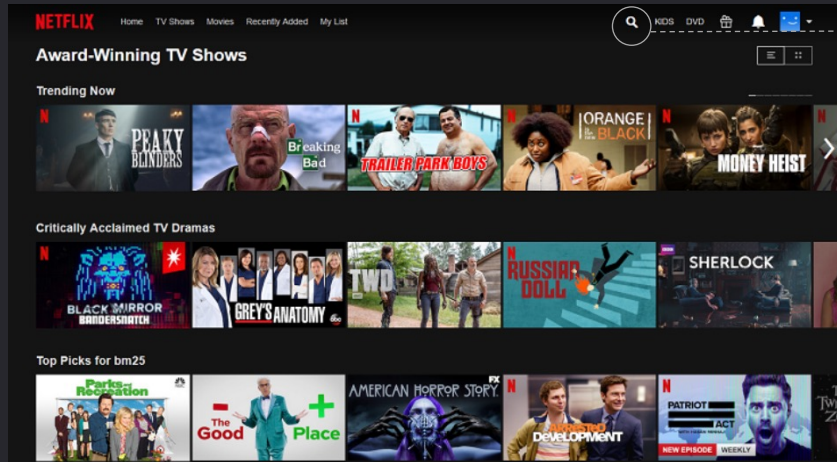 NETFLIX Home TV Shows Movies Recently Added My List KIDS DVD
Award-Winning TV Shows
Trending Now
N
PEAKY
BLINDERS
Breaking
Bad
N
TRAILER PARK BOYS
N
ORANGE
IS THE NEW
BLACK
N
MONEY HEIST
N
Critically Acclaimed TV Dramas
N
BLACK MIRROR
BANDERSNATCH
GREY'S ANATOMY
abc
TWD
N
RUSSIAN
DOLL
BBC
SHERLOCK
Top Picks for bm25
Parks and
Recreation
The
Good Place
AMERICAN HORROR STORY
FX
N
ARRESTED
DEVELOPMENT
N
PATRIOT
ACT
NEW EPISODE WEEKLY